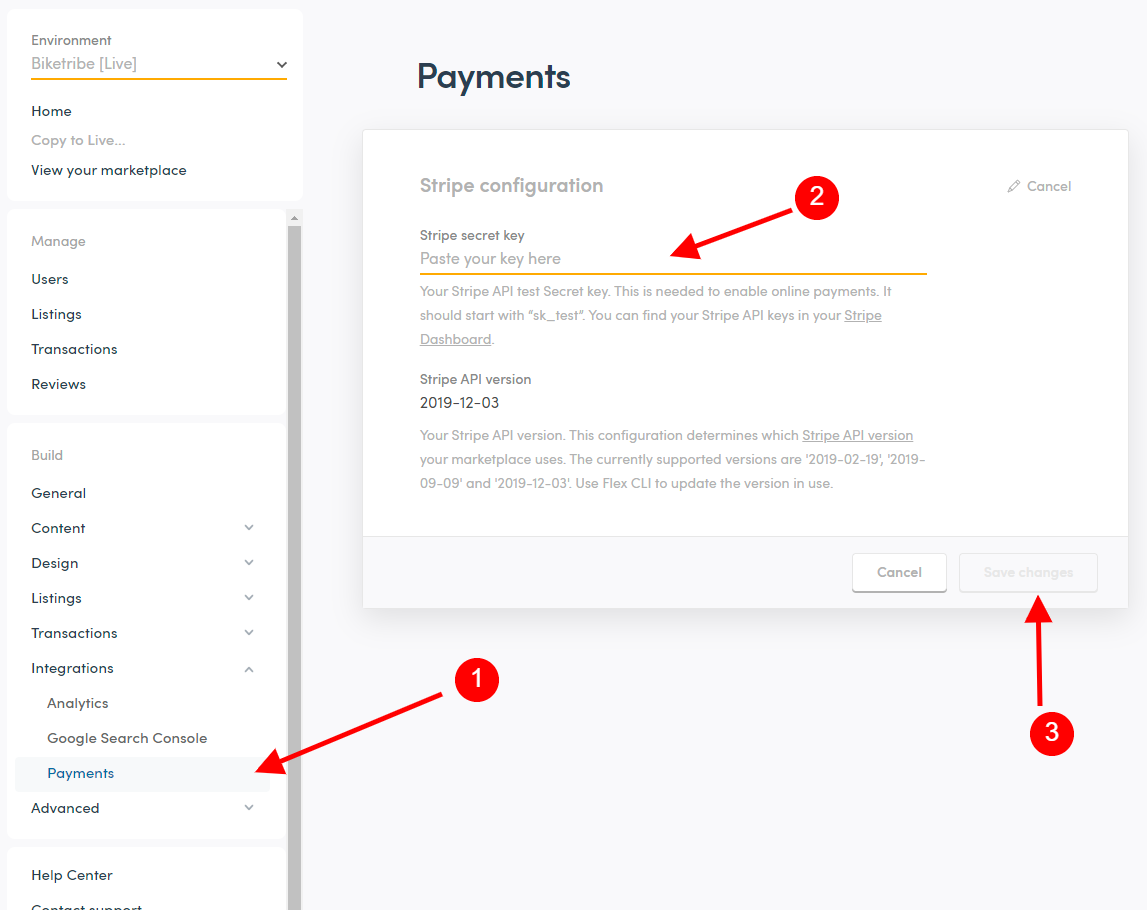 Environment
Biketribe [Live]
Home
Copy to Live...
View your marketplace
Manage
Users
Listings
Transactions
Reviews
Build
General
Content
Design
Listings
Transactions
Integrations
Analytics
Google Search Console
Payments
Advanced
Help Center
Contact support
Payments
Stripe configuration
Cancel
2
Stripe secret key
Paste your key here
Your Stripe API test Secret key. This is needed to enable online payments. It
should start with “sk_test”. You can find your Stripe API keys in your Stripe
Dashboard.
Stripe API version
2019-12-03
Your Stripe API version. This configuration determines which Stripe API version
your marketplace uses. The currently supported versions are '2019-02-19', '2019-
09-09' and '2019-12-03'. Use Flex CLI to update the version in use.
Cancel
Save changes
1
3